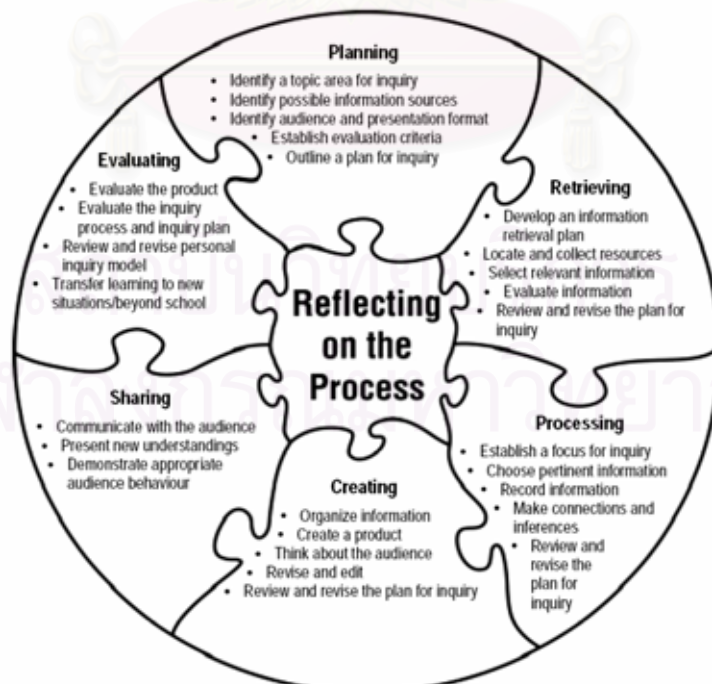 Planning
• Identify a topic area for inquiry
• Identify possible information sources
• Identify audience and presentation format
• Establish evaluation criteria
• Outline a plan for inquiry
Retrieving
• Develop an information
retrieval plan
• Locate and collect resources
• Select relevant information
• Evaluate information
• Review and revise the plan for
inquiry
Processing
• Establish a focus for inquiry
• Choose pertinent information
• Record information
• Make connections and
inferences
• Review and
revise the
plan for
inquiry
Creating
• Organize information
• Create a product
• Think about the audience
• Revise and edit
• Review and revise the plan for inquiry
Sharing
• Communicate with the audience
• Present new understandings
• Demonstrate appropriate
audience behaviour
Evaluating
• Evaluate the product
• Evaluate the inquiry
process and inquiry plan
• Review and revise personal
inquiry model
• Transfer learning to new
situations/beyond school
Reflecting
on the
Process